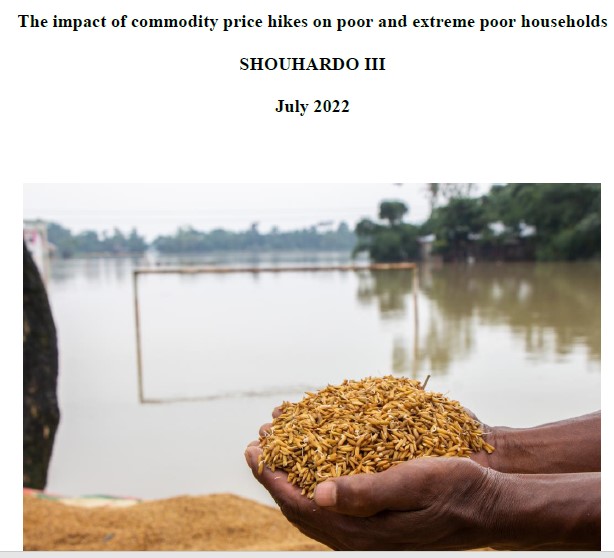 The impact of commodity price hikes on poor and extreme poor households
SHOUHARDO III
July 2022